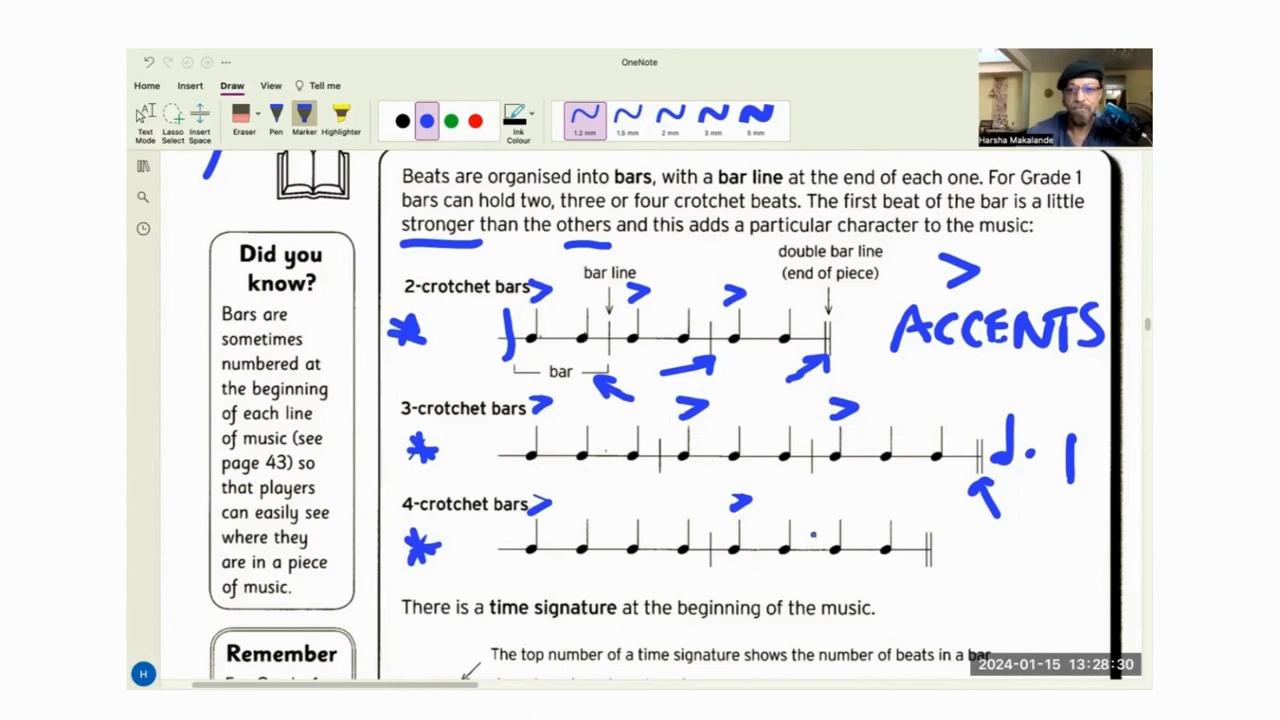 OneNote
Home Insert Draw View Tell me
Text Mode
Lasso Select
Insert Space
Eraser
Pen
Marker
Highlighter
Ink Colour
1.2 mm
1.5 mm
2 mm
3 mm
5 mm
Harsha Makalande
Beats are organised into bars, with a bar line at the end of each one. For Grade 1
bars can hold two, three or four crotchet beats. The first beat of the bar is a little
stronger than the others and this adds a particular character to the music:
Did you
know?
Bars are
sometimes
numbered at
the beginning
of each line
of music (see
page 43) so
that players
can easily see
where they
are in a piece
of music.
Remember
double bar line
(end of piece)
bar line
2-crotchet bars
>
ACCENTS
bar
3-crotchet bars
4-crotchet bars
There is a time signature at the beginning of the music.
The top number of a time signature shows the number of beats in a bar
2024-01-15 13:28:30
H